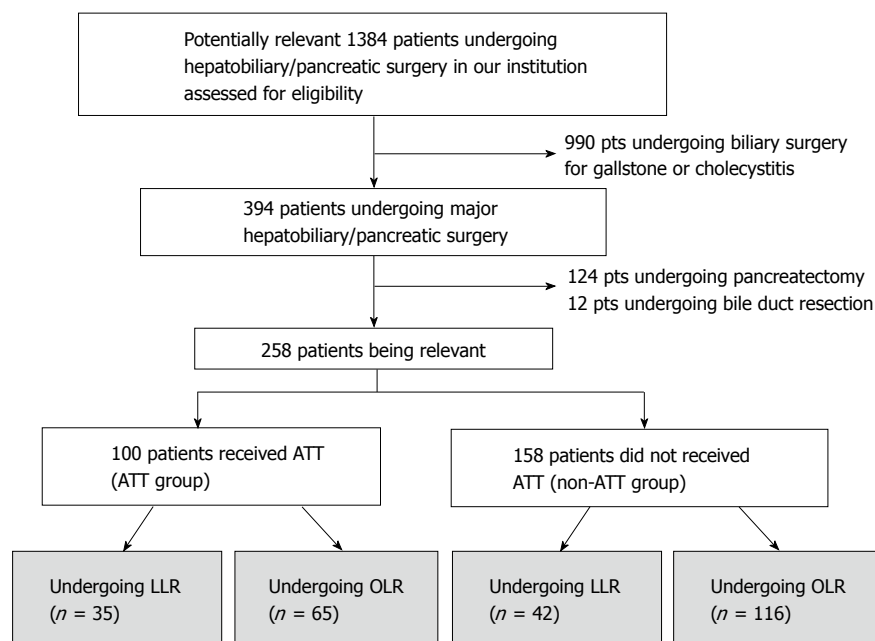 Potentially relevant 1384 patients undergoing
hepatobiliary/pancreatic surgery in our institution
assessed for eligibility
990 pts undergoing biliary surgery
for gallstone or cholecystitis
394 patients undergoing major
hepatobiliary/pancreatic surgery
124 pts undergoing pancreatectomy
12 pts undergoing bile duct resection
258 patients being relevant
100 patients received ATT
(ATT group)
158 patients did not received
ATT (non-ATT group)
Undergoing LLR
(n = 35)
Undergoing OLR
(n = 65)
Undergoing LLR
(n = 42)
Undergoing OLR
(n = 116)